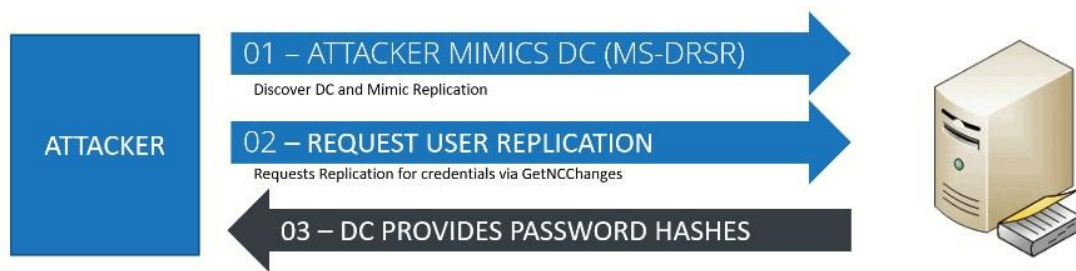 ATTACKER
01 – ATTACKER MIMICS DC (MS-DRSR)
Discover DC and Mimic Replication
02 – REQUEST USER REPLICATION
Requests Replication for credentials via GetNCChanges
03 – DC PROVIDES PASSWORD HASHES